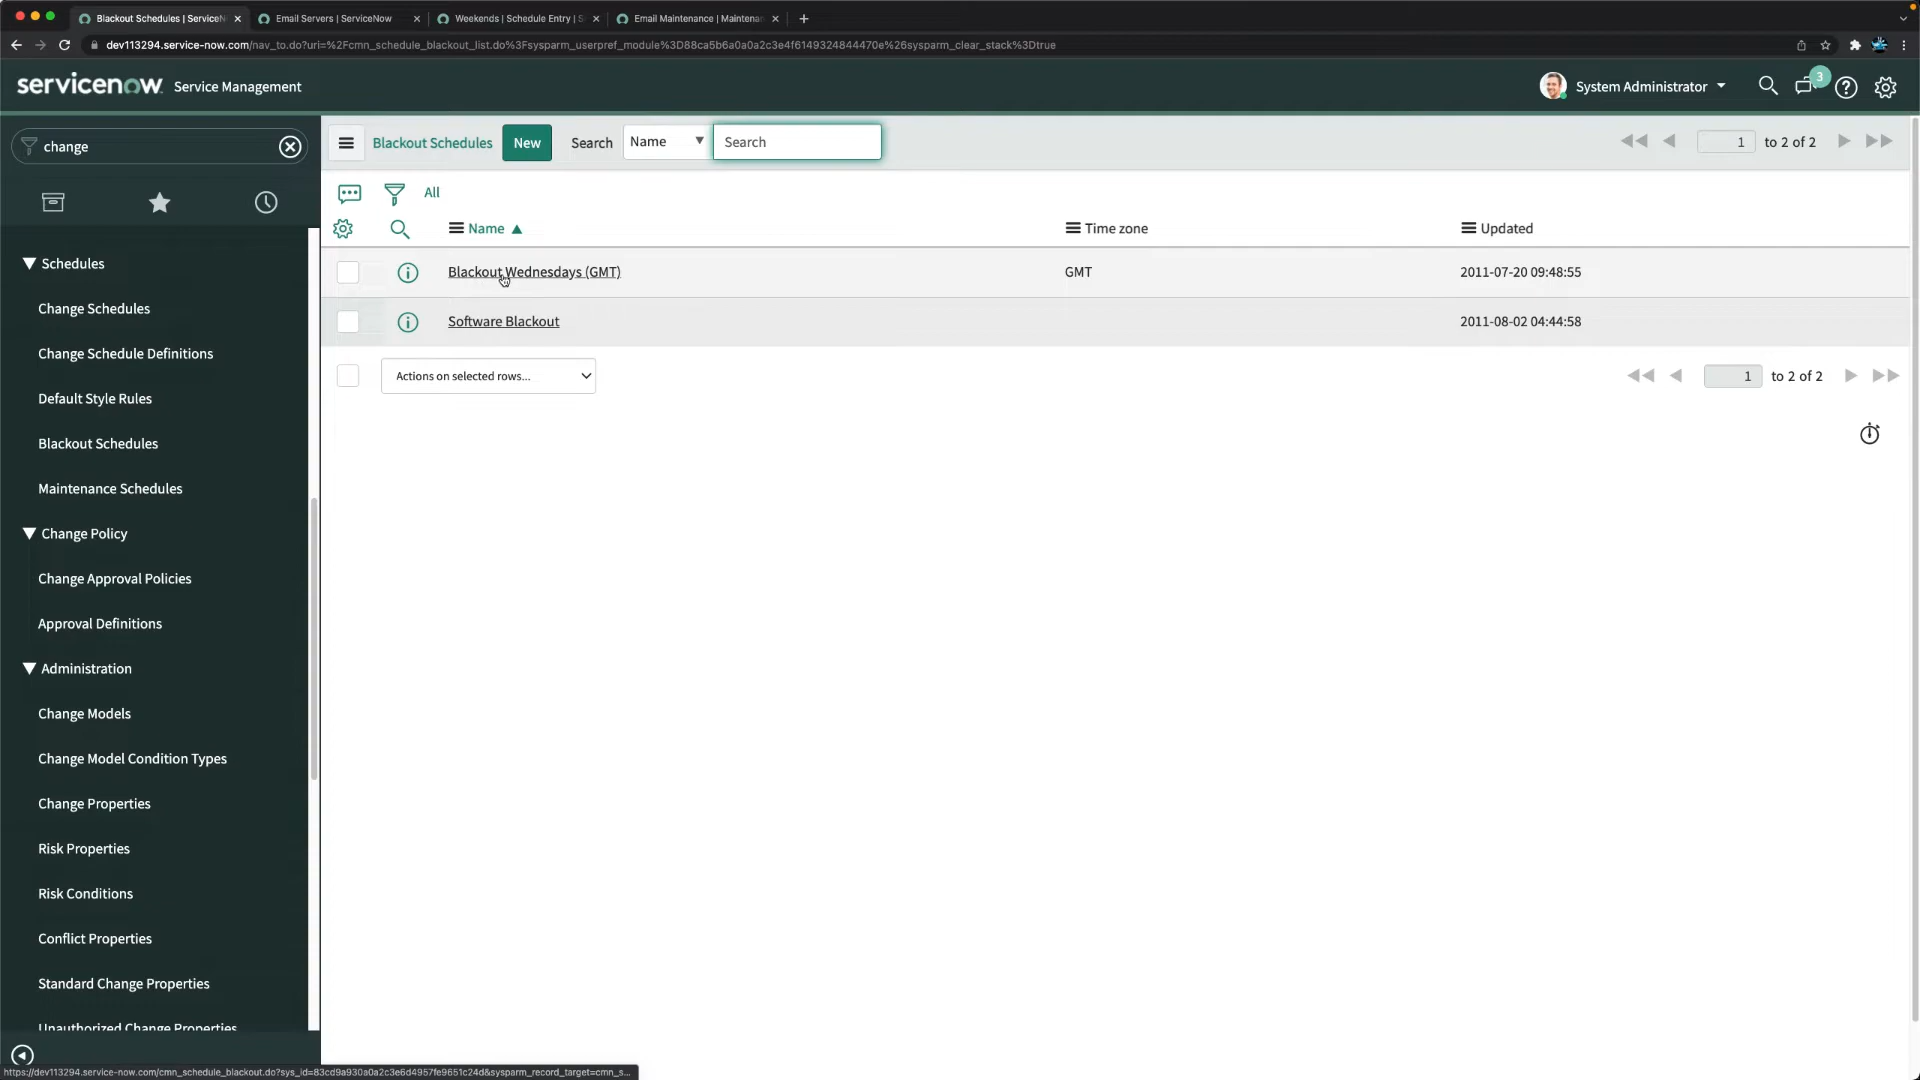 Blackout Schedules | ServiceN
Email Servers | ServiceNow
Weekends | Schedule Entry | S
Email Maintenance | Maintenan
dev113294.service-now.com/nav_to.do?uri=%2Fcmn_schedule_blackout_list.do%3Fsysparm_userpref_module%3D88ca5b6a0a0a2c3e4f6149324844470e%26sysparm_clear_stack%3Dtrue
servicenow Service Management
System Administrator
3
change
Blackout Schedules
New
Search
Name
Search
1 to 2 of 2
All
Name
Time zone
Updated
Blackout Wednesdays (GMT)
GMT
2011-07-20 09:48:55
Software Blackout
2011-08-02 04:44:58
Actions on selected rows...
1 to 2 of 2
Schedules
Change Schedules
Change Schedule Definitions
Default Style Rules
Blackout Schedules
Maintenance Schedules
Change Policy
Change Approval Policies
Approval Definitions
Administration
Change Models
Change Model Condition Types
Change Properties
Risk Properties
Risk Conditions
Conflict Properties
Standard Change Properties
Unauthorized Change Properties
https://dev113294.service-now.com/cmn_schedule_blackout.do?sys_id=83cd9a930a0a2c3e6d4957fe9651c24d&sysparm_record_target=cmn_s...